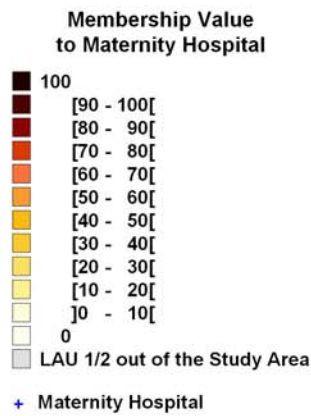 Membership Value
to Maternity Hospital
100
[90 - 100[
[80 - 90[
[70 - 80[
[60 - 70[
[50 - 60[
[40 - 50[
[30 - 40[
[20 - 30[
[10 - 20[
]0 - 10[
0
LAU 1/2 out of the Study Area
+ Maternity Hospital